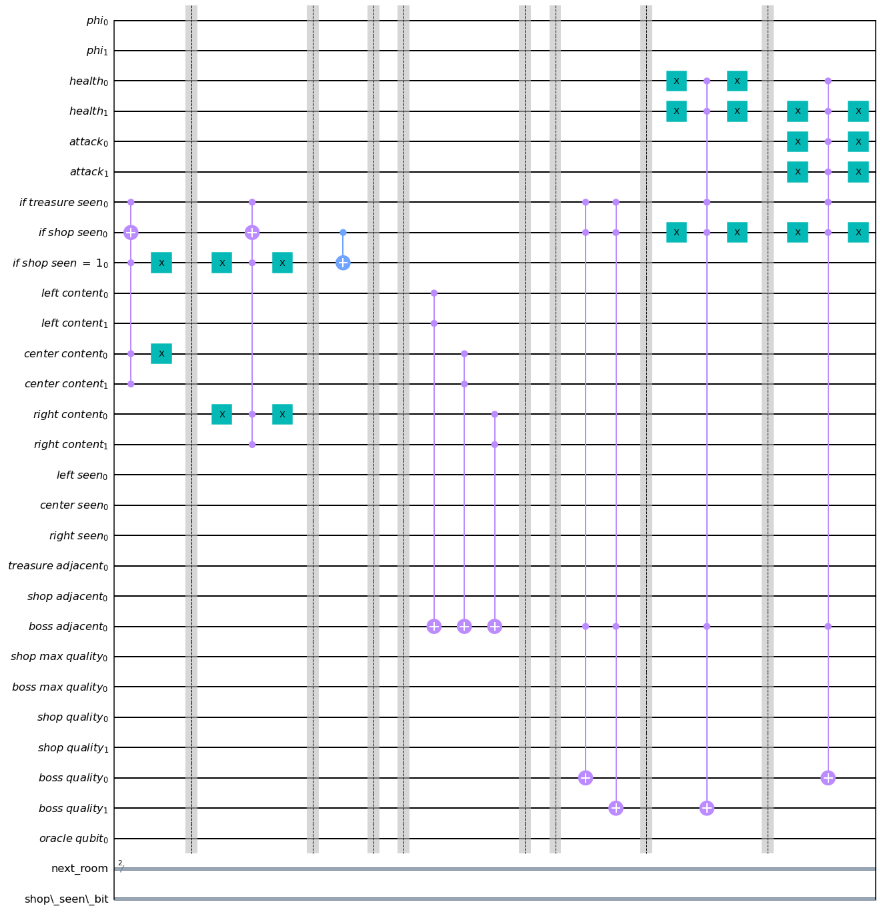 phi₀
phi₁
health₀
X X
health₁
X X X X
attack₀
X X
attack₁
X X
if treasure seen₀
if shop seen₀
X X X X
if shop seen = 1₀
X X X
left content₀
left content₁
center content₀
X
center content₁
right content₀
X X
right content₁
left seen₀
center seen₀
right seen₀
treasure adjacent₀
shop adjacent₀
boss adjacent₀
shop max quality₀
boss max quality₀
shop quality₀
shop quality₁
boss quality₀
boss quality₁
oracle qubit₀
next_room 2
shop\_seen\_bit